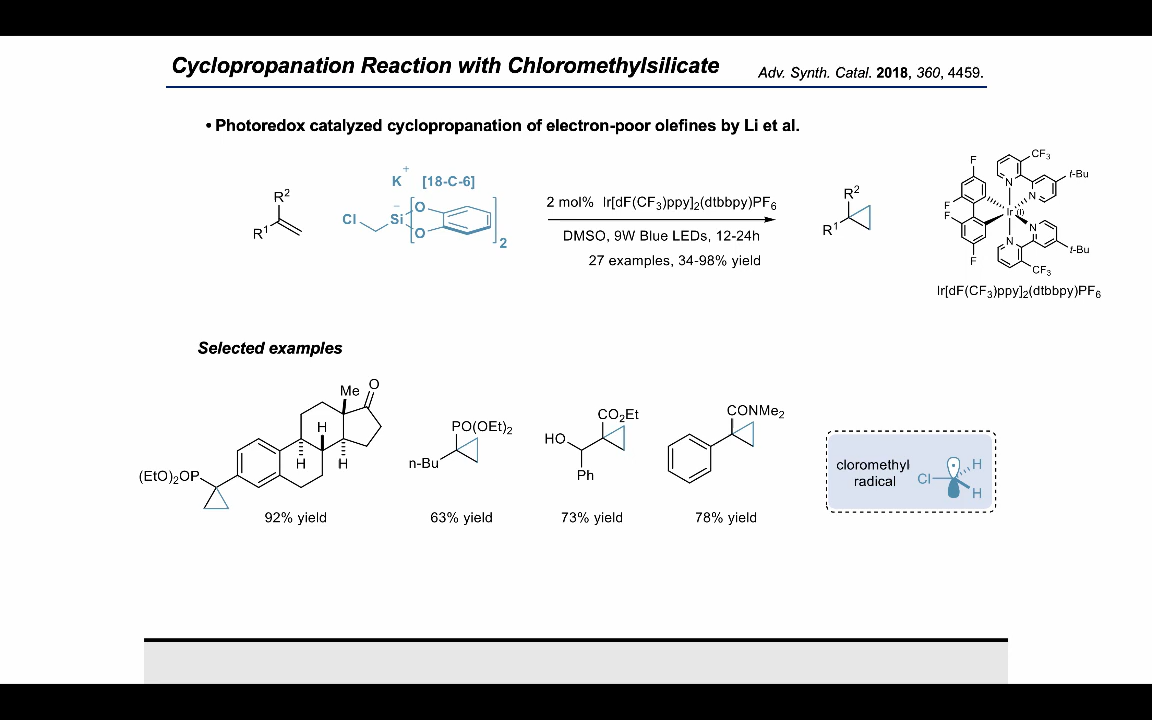 Cyclopropanation Reaction with Chloromethylsilicate
Adv. Synth. Catal. 2018, 360, 4459.
• Photoredox catalyzed cyclopropanation of electron-poor olefines by Li et al.
R2
R1
K+ [18-C-6]
Cl
Si−
O
O
2
2 mol% Ir[dF(CF3)ppy]2(dtbbpy)PF6
DMSO, 9W Blue LEDs, 12-24h
27 examples, 34-98% yield
R2
R1
F
F
F
F
Ir(I)
N
N
N
N
CF3
t-Bu
t-Bu
CF3
Ir[dF(CF3)ppy]2(dtbbpy)PF6
Selected examples
Me
O
H
H
H
(EtO)2OP
92% yield
PO(OEt)2
n-Bu
63% yield
CO2Et
HO
Ph
73% yield
CONMe2
78% yield
cloromethyl
radical
Cl
H
H